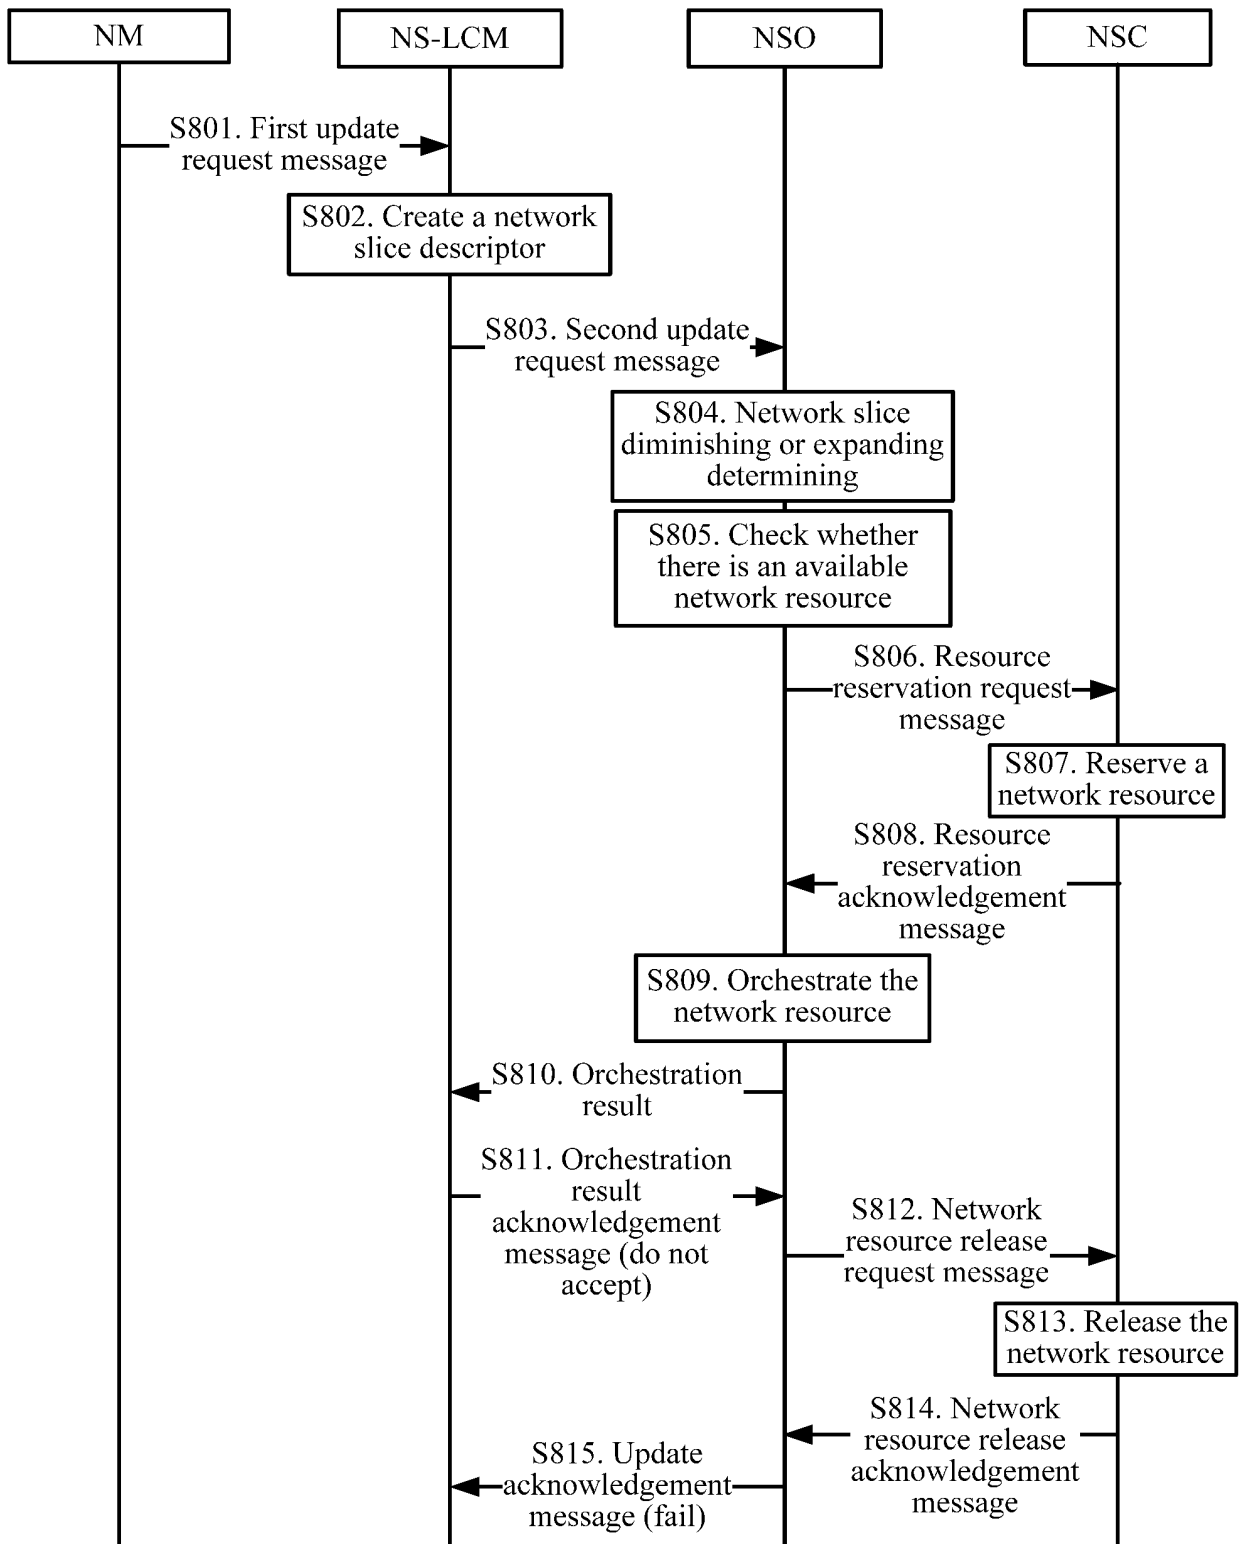 NM
NS-LCM
NSO
NSC
S801. First update
request message
S802. Create a network
slice descriptor
S803. Second update
request message
S804. Network slice
diminishing or expanding
determining
S805. Check whether
there is an available
network resource
S806. Resource
reservation request
message
S807. Reserve a
network resource
S808. Resource
reservation
acknowledgement
message
S809. Orchestrate the
network resource
S810. Orchestration
result
S811. Orchestration
result
acknowledgement
message (do not
accept)
S812. Network
resource release
request message
S813. Release the
network resource
S814. Network
resource release
acknowledgement
message
S815. Update
acknowledgement
message (fail)